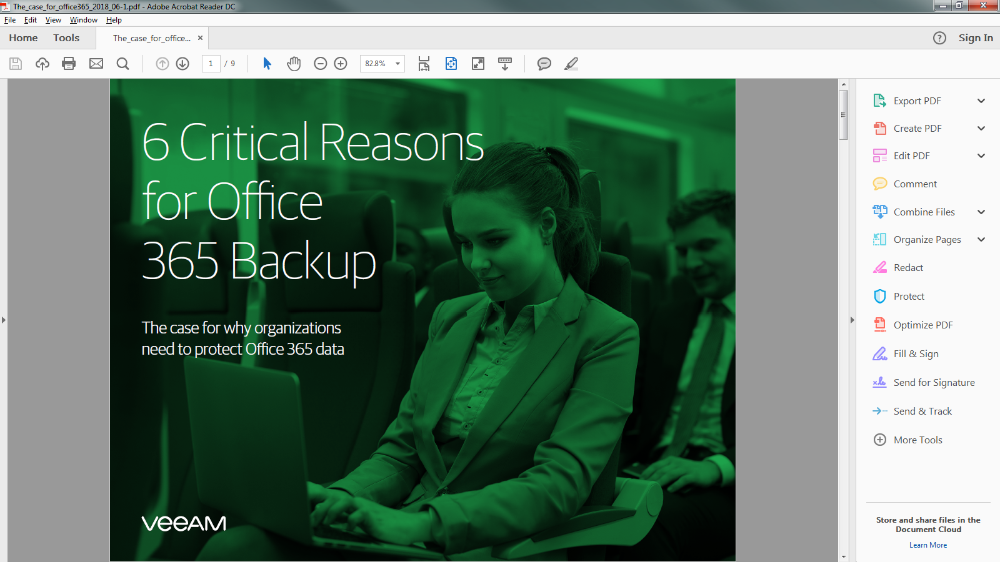 The_case_for_office365_2018_06-1.pdf - Adobe Acrobat Reader DC
File Edit View Window Help
Home Tools The_case_for_office... × ? Sign In
1 / 9 82.8%
6 Critical Reasons
for Office
365 Backup
The case for why organizations
need to protect Office 365 data
VEEAM
Export PDF
Create PDF
Edit PDF
Comment
Combine Files
Organize Pages
Redact
Protect
Optimize PDF
Fill & Sign
Send for Signature
Send & Track
More Tools
Store and share files in the
Document Cloud
Learn More